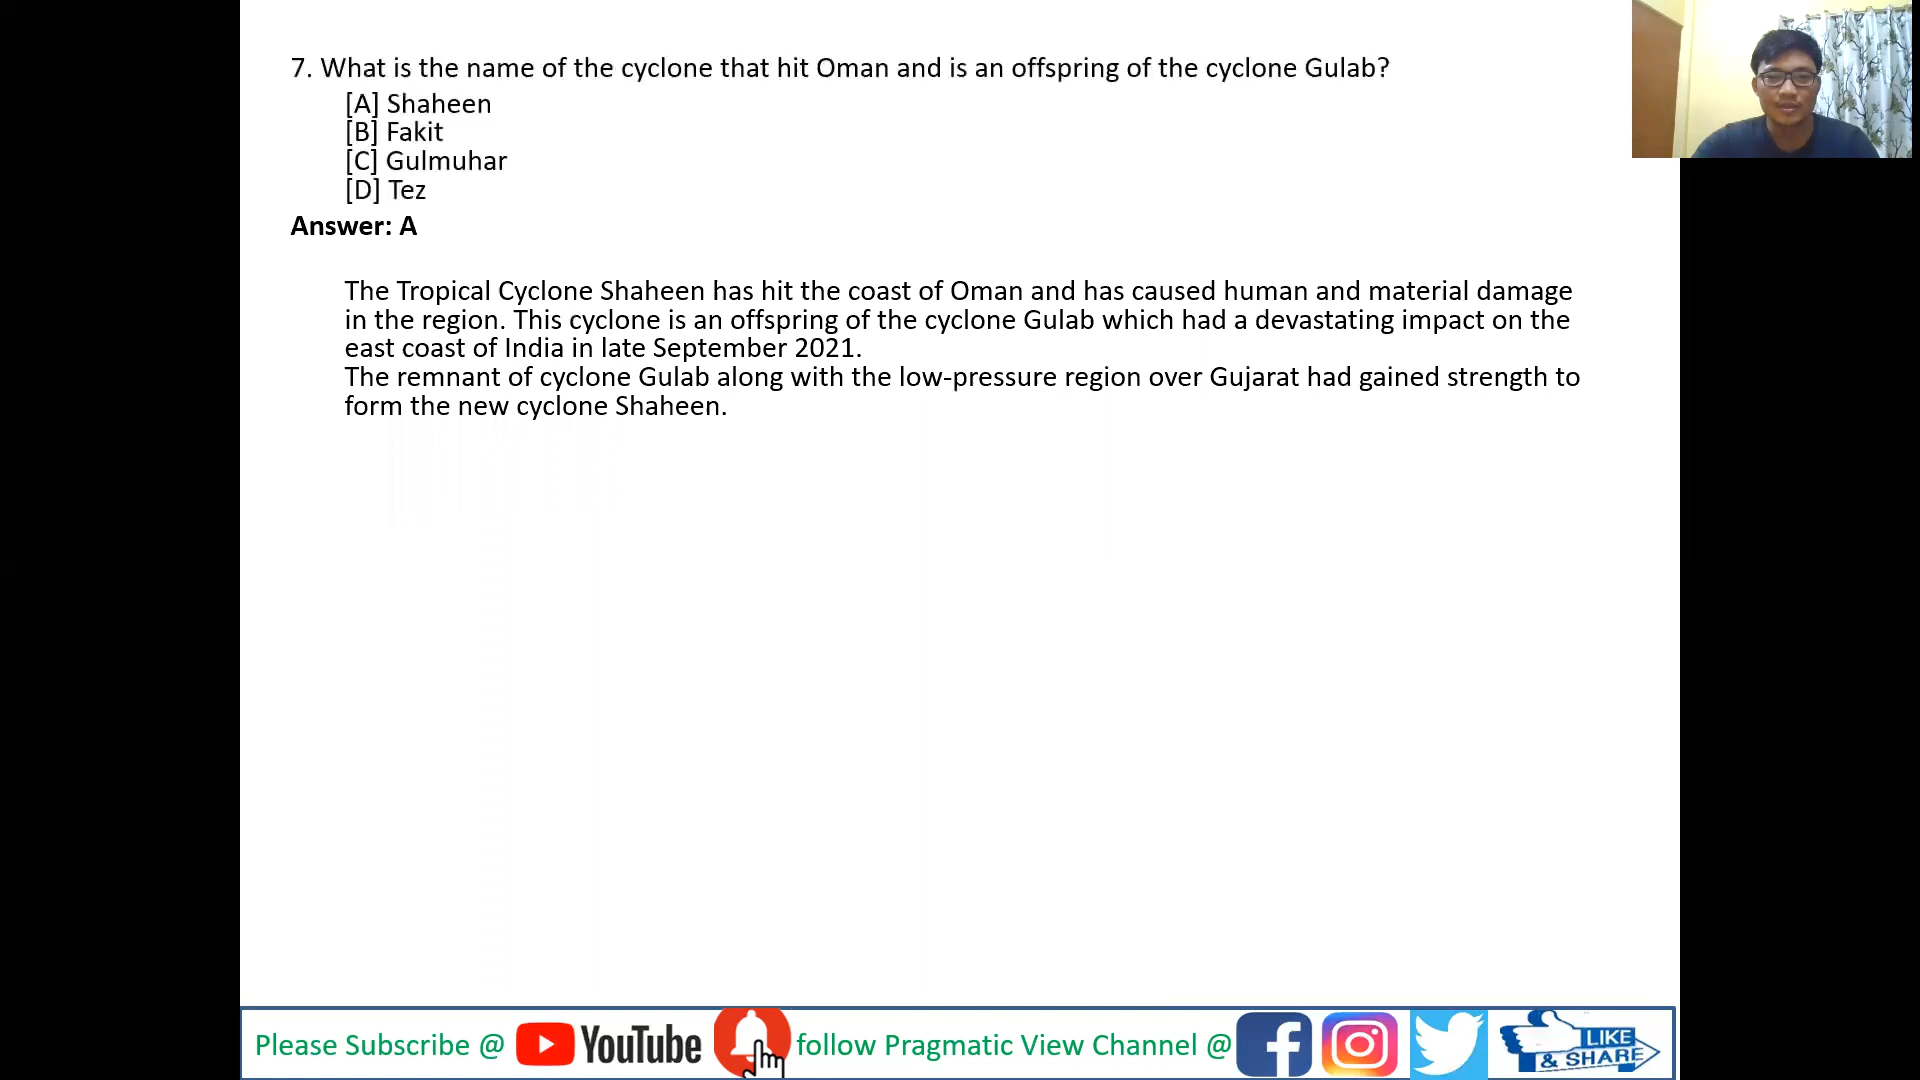 7. What is the name of the cyclone that hit Oman and is an offspring of the cyclone Gulab?
[A] Shaheen
[B] Fakit
[C] Gulmuhar
[D] Tez
Answer: A
The Tropical Cyclone Shaheen has hit the coast of Oman and has caused human and material damage
in the region. This cyclone is an offspring of the cyclone Gulab which had a devastating impact on the
east coast of India in late September 2021.
The remnant of cyclone Gulab along with the low-pressure region over Gujarat had gained strength to
form the new cyclone Shaheen.
Please Subscribe @ YouTube follow Pragmatic View Channel @ LIKE
& SHARE